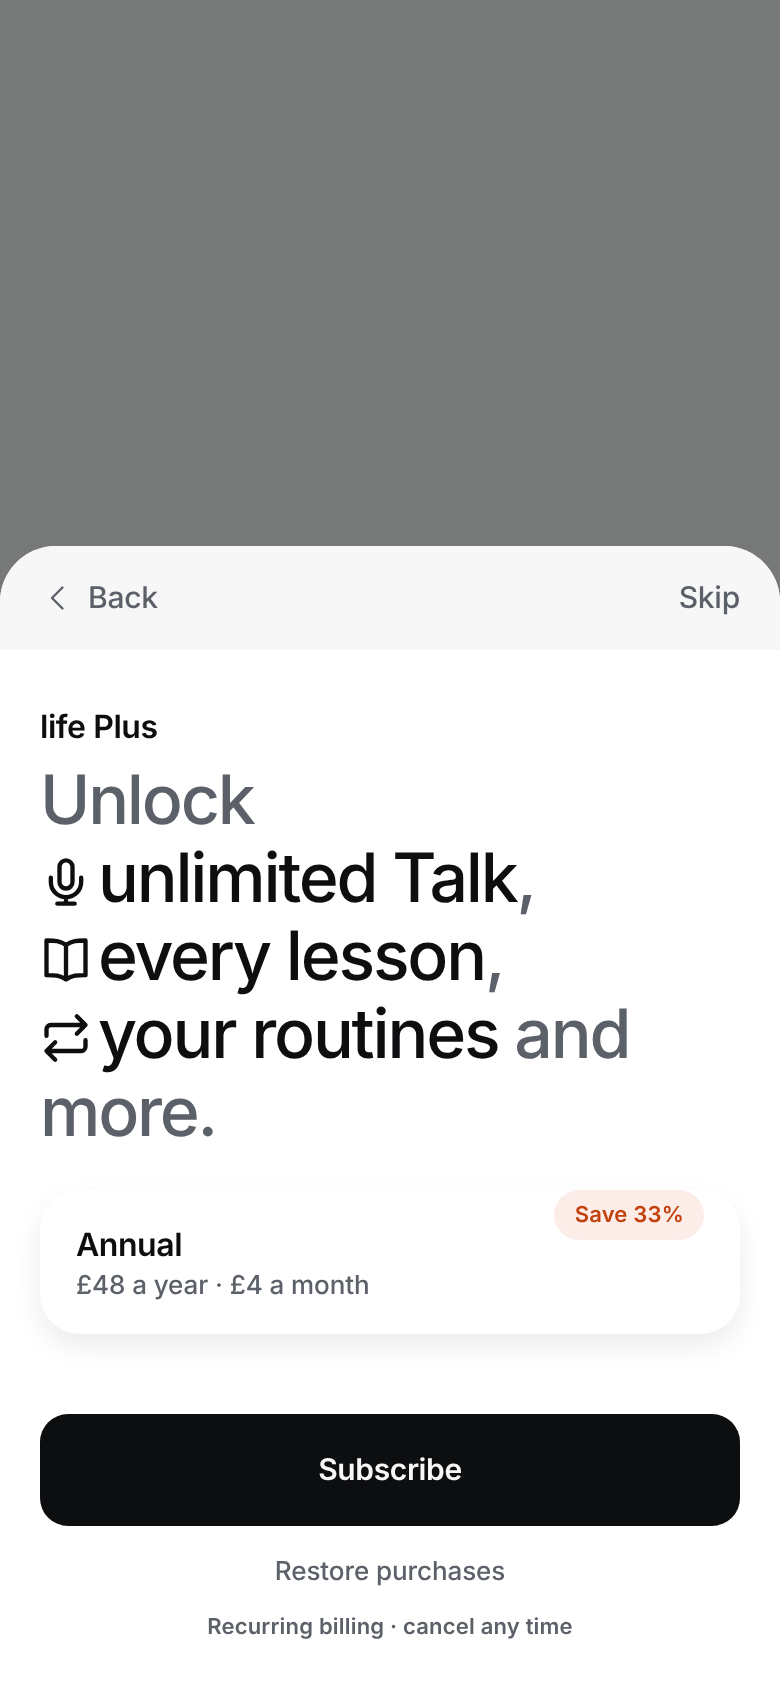 Back
Skip
life Plus
Unlock
unlimited Talk,
every lesson,
your routines and
more.
Save 33%
Annual
£48 a year · £4 a month
Subscribe
Restore purchases
Recurring billing · cancel any time